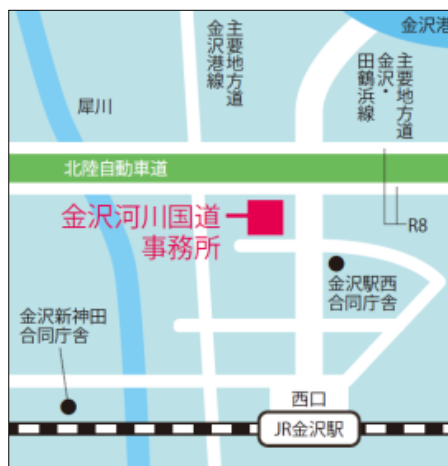 金沢港
主要地方道
金沢港線
主要地方道
金沢・
田鶴浜線
犀川
北陸自動車道
金沢河川国道
事務所
R8
金沢駅西
合同庁舎
金沢新神田
合同庁舎
西口
JR金沢駅